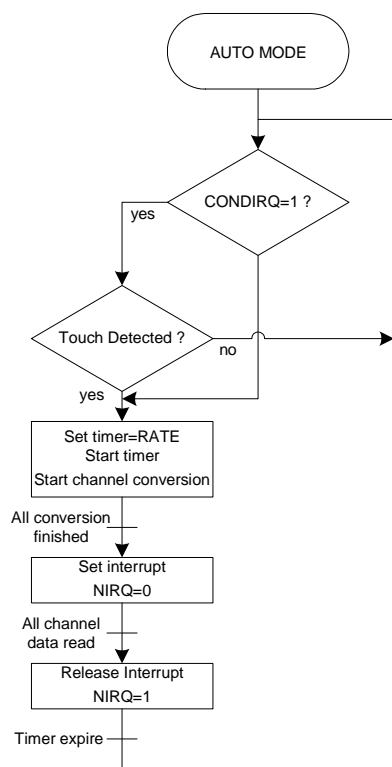 AUTO MODE
CONDIRQ=1 ?
yes
Touch Detected ?
no
yes
Set timer=RATE
Start timer
Start channel conversion
All conversion
finished
Set interrupt
NIRQ=0
All channel
data read
Release Interrupt
NIRQ=1
Timer expire